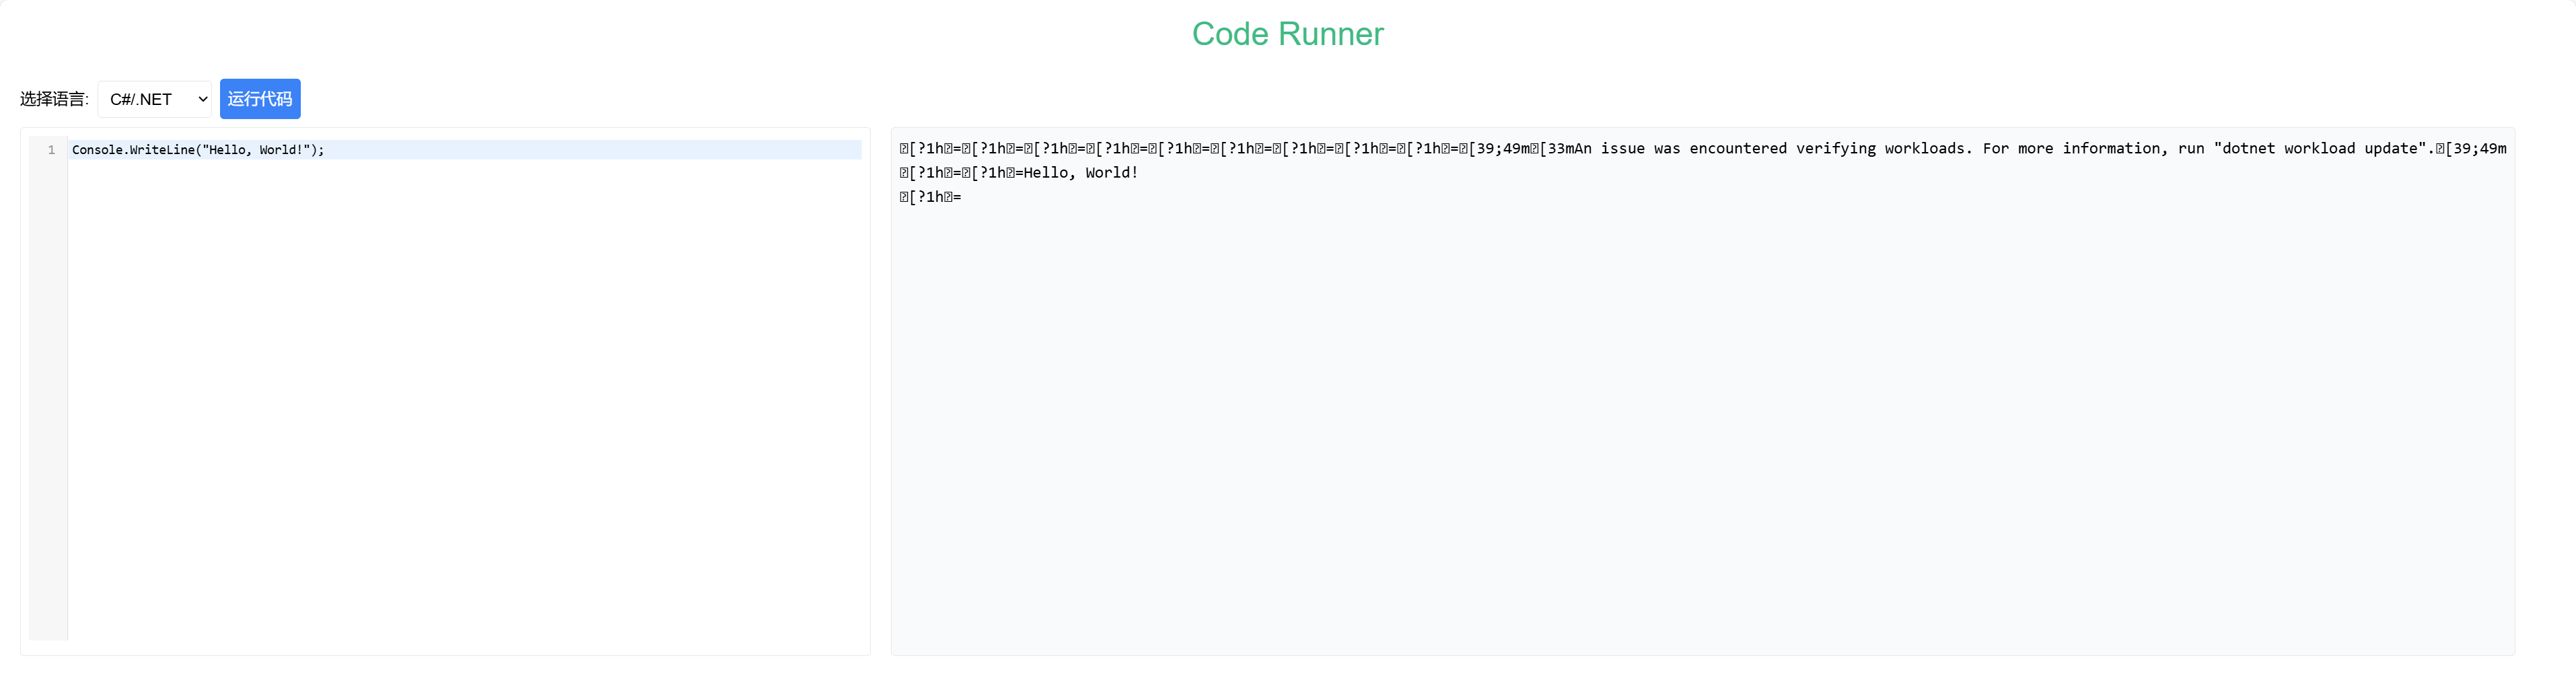 Code Runner
选择语言: C#/.NET 运行代码
1 Console.WriteLine("Hello, World!");
[?1h=[?1h=[?1h=[?1h=[?1h=[?1h=[?1h=[?1h=[?1h=[39;49m[33mAn issue was encountered verifying workloads. For more information, run "dotnet workload update".[39;49m
[?1h=[?1h=Hello, World!
[?1h=